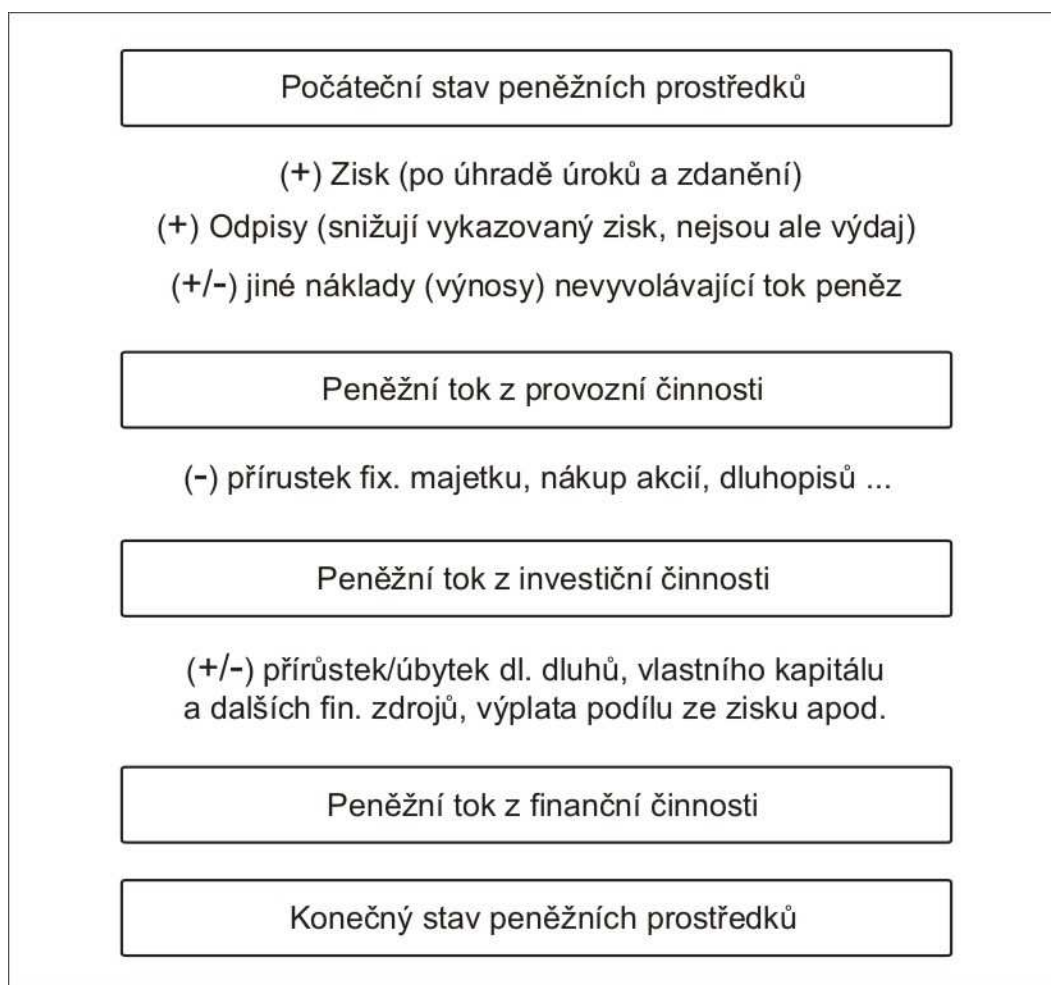 Počáteční stav peněžních prostředků
(+) Zisk (po úhradě úroků a zdanění)
(+) Odpisy (snižují vykazovaný zisk, nejsou ale výdaj)
(+/-) jiné náklady (výnosy) nevyvolávající tok peněz
Peněžní tok z provozní činnosti
(-) přírustek fix. majetku, nákup akcií, dluhopisů ...
Peněžní tok z investiční činnosti
(+/-) přírůstek/úbytek dl. dluhů, vlastního kapitálu
a dalších fin. zdrojů, výplata podílu ze zisku apod.
Peněžní tok z finanční činnosti
Konečný stav peněžních prostředků